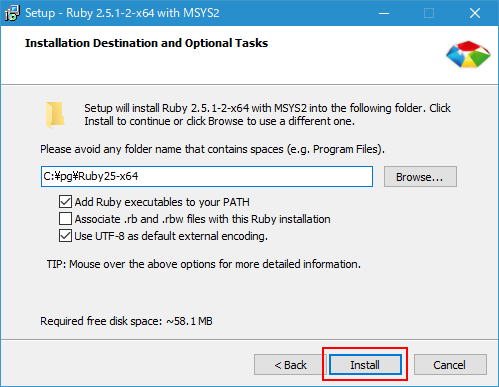 Setup - Ruby 2.5.1-2-x64 with MSYS2
Installation Destination and Optional Tasks
Setup will install Ruby 2.5.1-2-x64 with MSYS2 into the following folder. Click
Install to continue or click Browse to use a different one.
Please avoid any folder name that contains spaces (e.g. Program Files).
C:¥pg¥Ruby25-x64
Browse...
Add Ruby executables to your PATH
Associate .rb and .rbw files with this Ruby installation
Use UTF-8 as default external encoding.
TIP: Mouse over the above options for more detailed information.
Required free disk space: ~58.1 MB
< Back
Install
Cancel